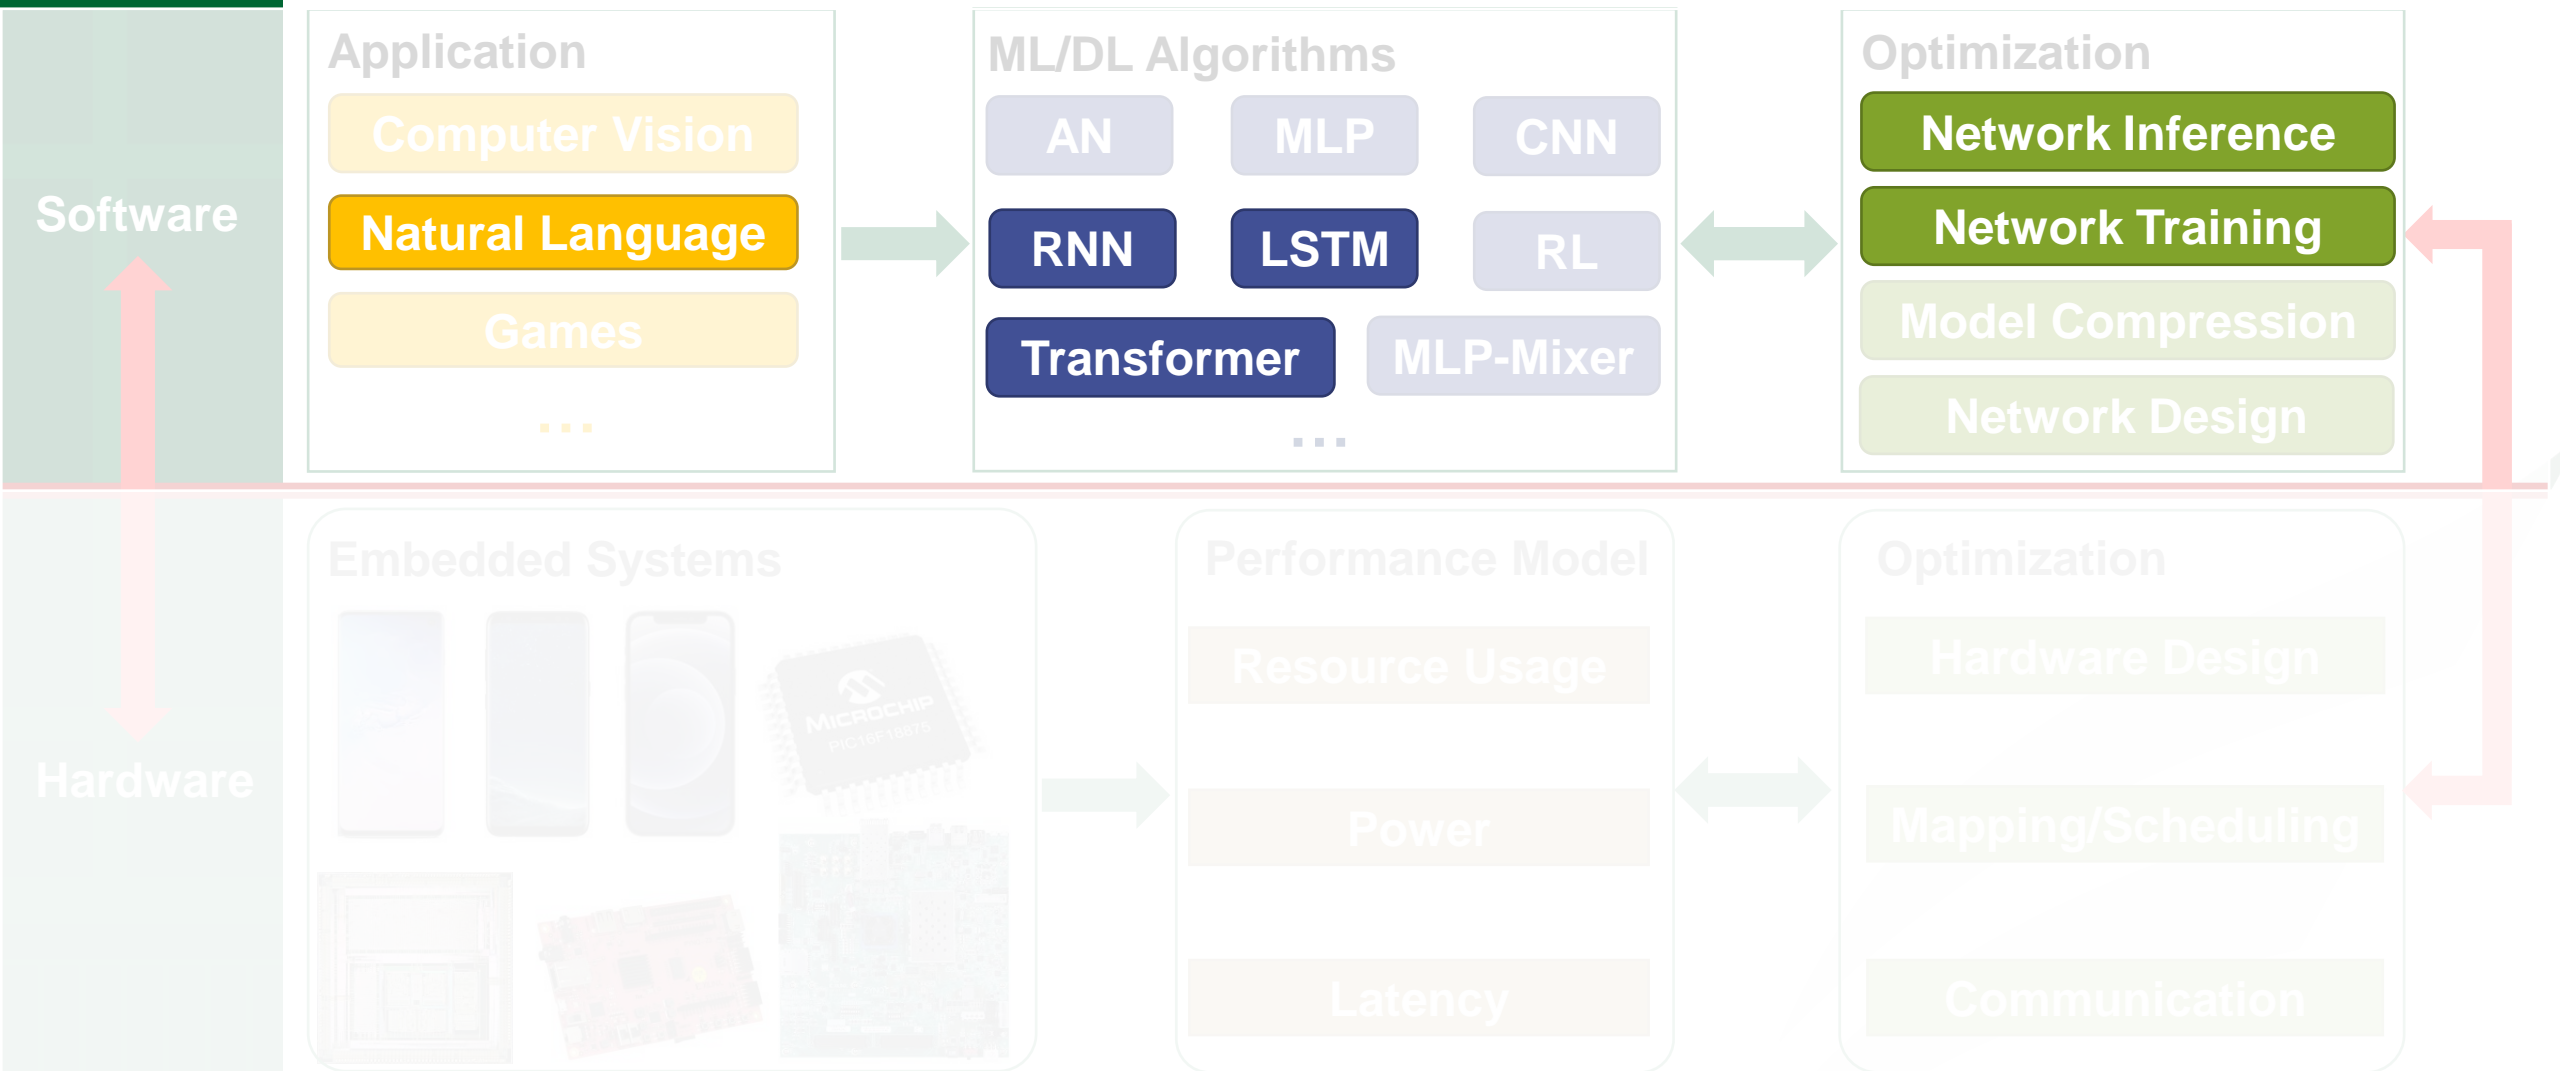 Application
Computer Vision
Natural Language
Games
...
ML/DL Algorithms
AN
MLP
CNN
RNN
LSTM
RL
Transformer
MLP-Mixer
...
Optimization
Network Inference
Network Training
Model Compression
Network Design
Software
Hardware
Embedded Systems
MICROCHIP
PIC16F18875
Performance Model
Resource Usage
Power
Latency
Optimization
Hardware Design
Mapping/Scheduling
Communication